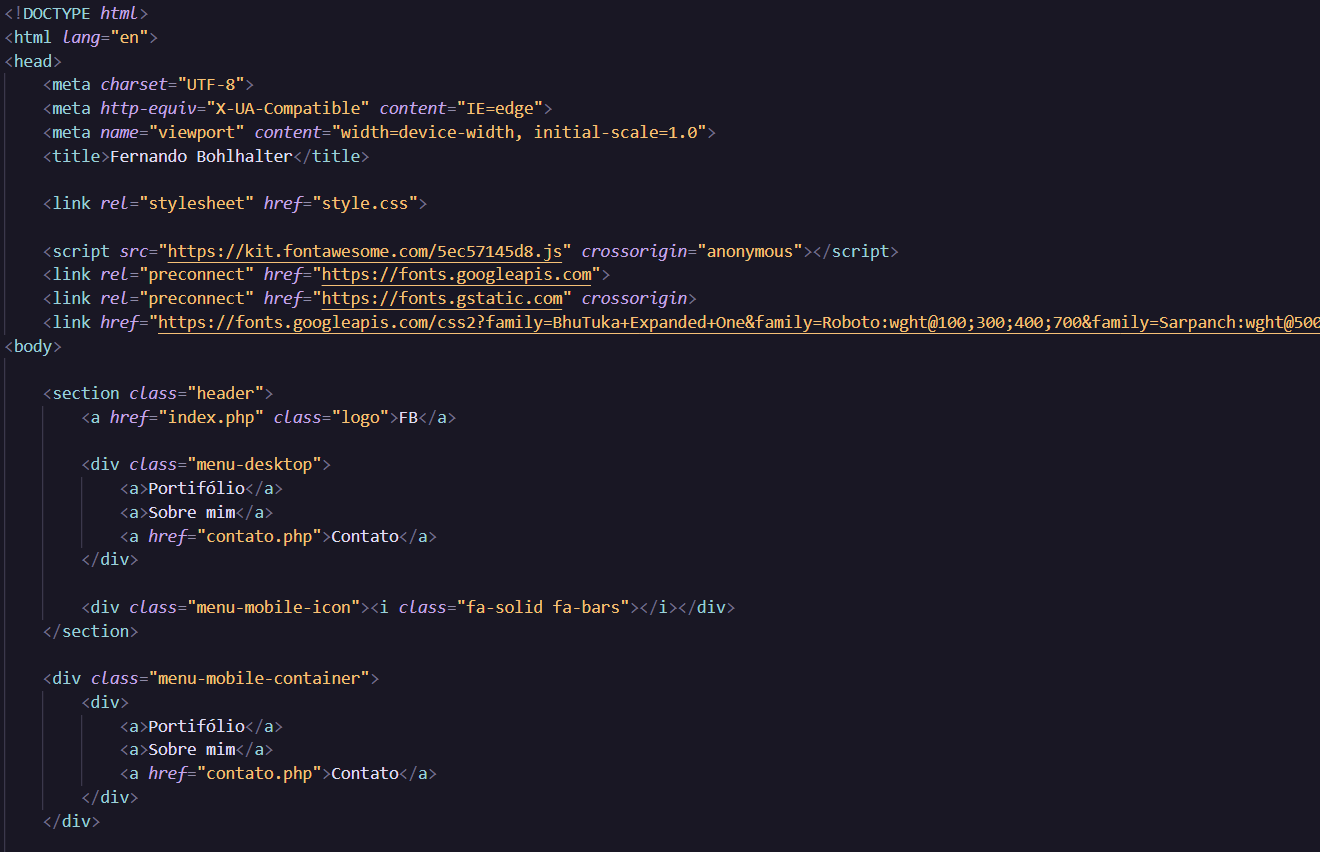 <!DOCTYPE html>
<html lang="en">
<head>
<meta charset="UTF-8">
<meta http-equiv="X-UA-Compatible" content="IE=edge">
<meta name="viewport" content="width=device-width, initial-scale=1.0">
<title>Fernando Bohlhalter</title>
<link rel="stylesheet" href="style.css">
<script src="https://kit.fontawesome.com/5ec57145d8.js" crossorigin="anonymous"></script>
<link rel="preconnect" href="https://fonts.googleapis.com">
<link rel="preconnect" href="https://fonts.gstatic.com" crossorigin>
<link href="https://fonts.googleapis.com/css2?family=BhuTuka+Expanded+One&family=Roboto:wght@100;300;400;700&family=Sarpanch:wght@500
<body>
<section class="header">
<a href="index.php" class="logo">FB</a>
<div class="menu-desktop">
<a>Portifólio</a>
<a>Sobre mim</a>
<a href="contato.php">Contato</a>
</div>
<div class="menu-mobile-icon"><i class="fa-solid fa-bars"></i></div>
</section>
<div class="menu-mobile-container">
<div>
<a>Portifólio</a>
<a>Sobre mim</a>
<a href="contato.php">Contato</a>
</div>
</div>